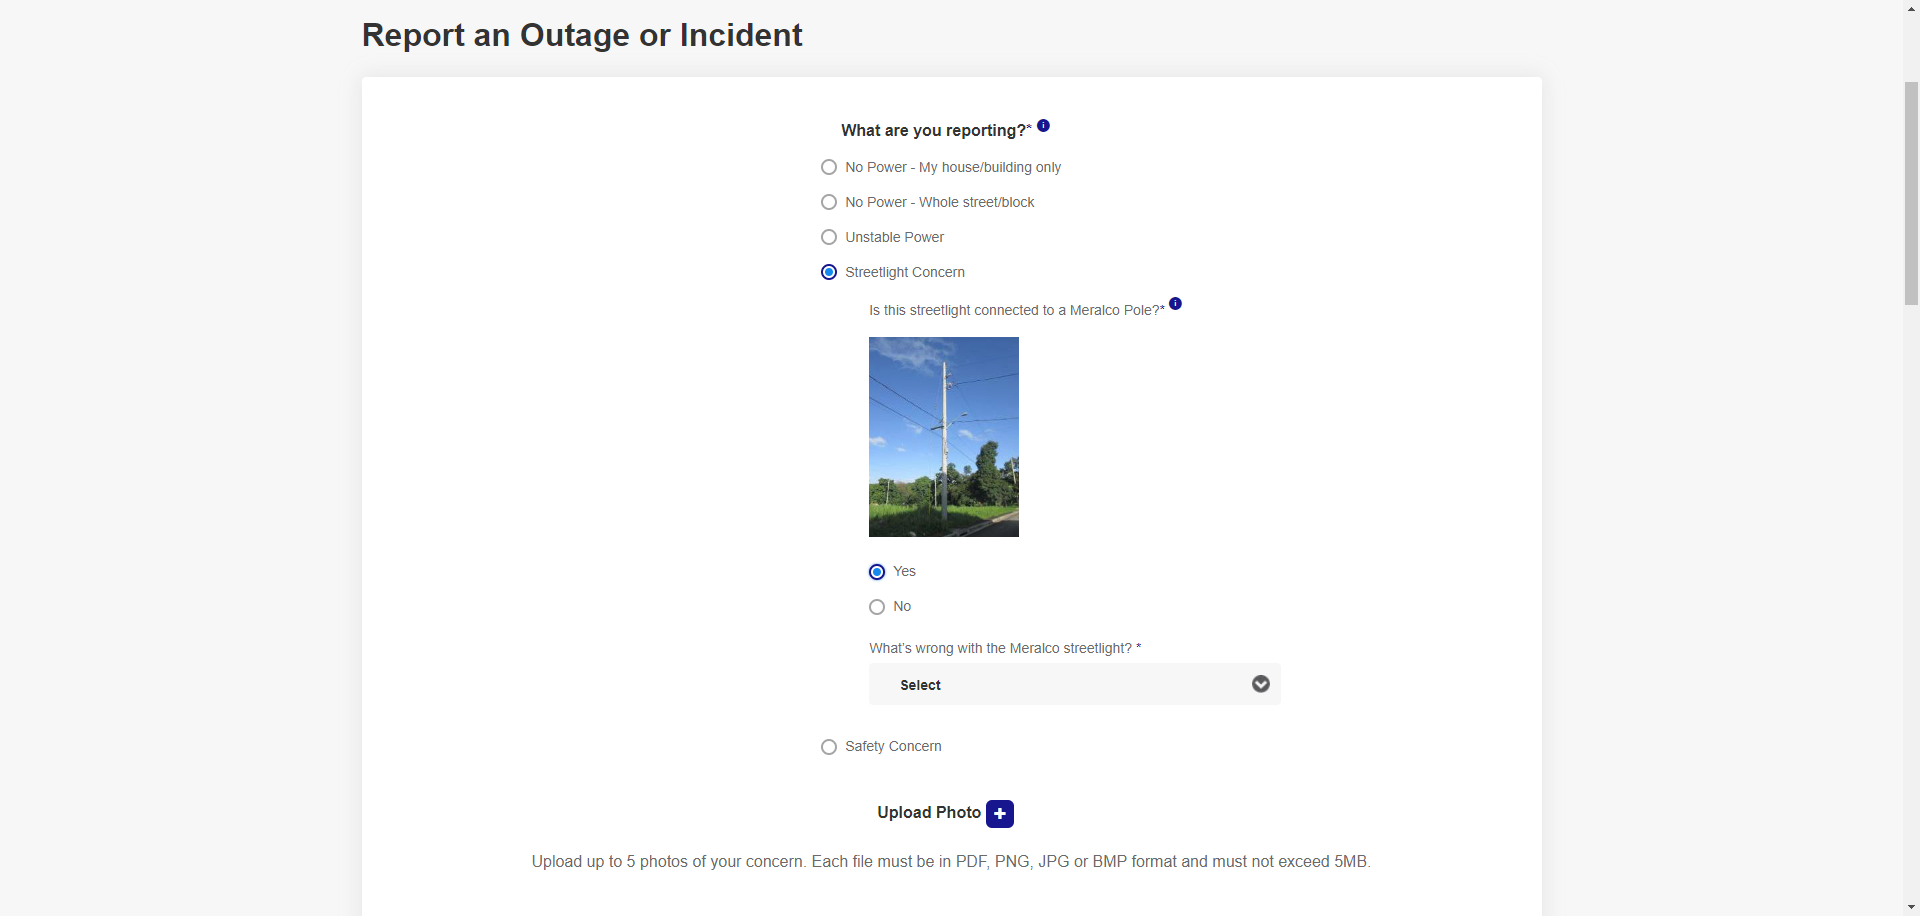 Report an Outage or Incident
What are you reporting?*
No Power - My house/building only
No Power - Whole street/block
Unstable Power
Streetlight Concern
Is this streetlight connected to a Meralco Pole?*
Yes
No
What's wrong with the Meralco streetlight? *
Select
Safety Concern
Upload Photo
Upload up to 5 photos of your concern. Each file must be in PDF, PNG, JPG or BMP format and must not exceed 5MB.